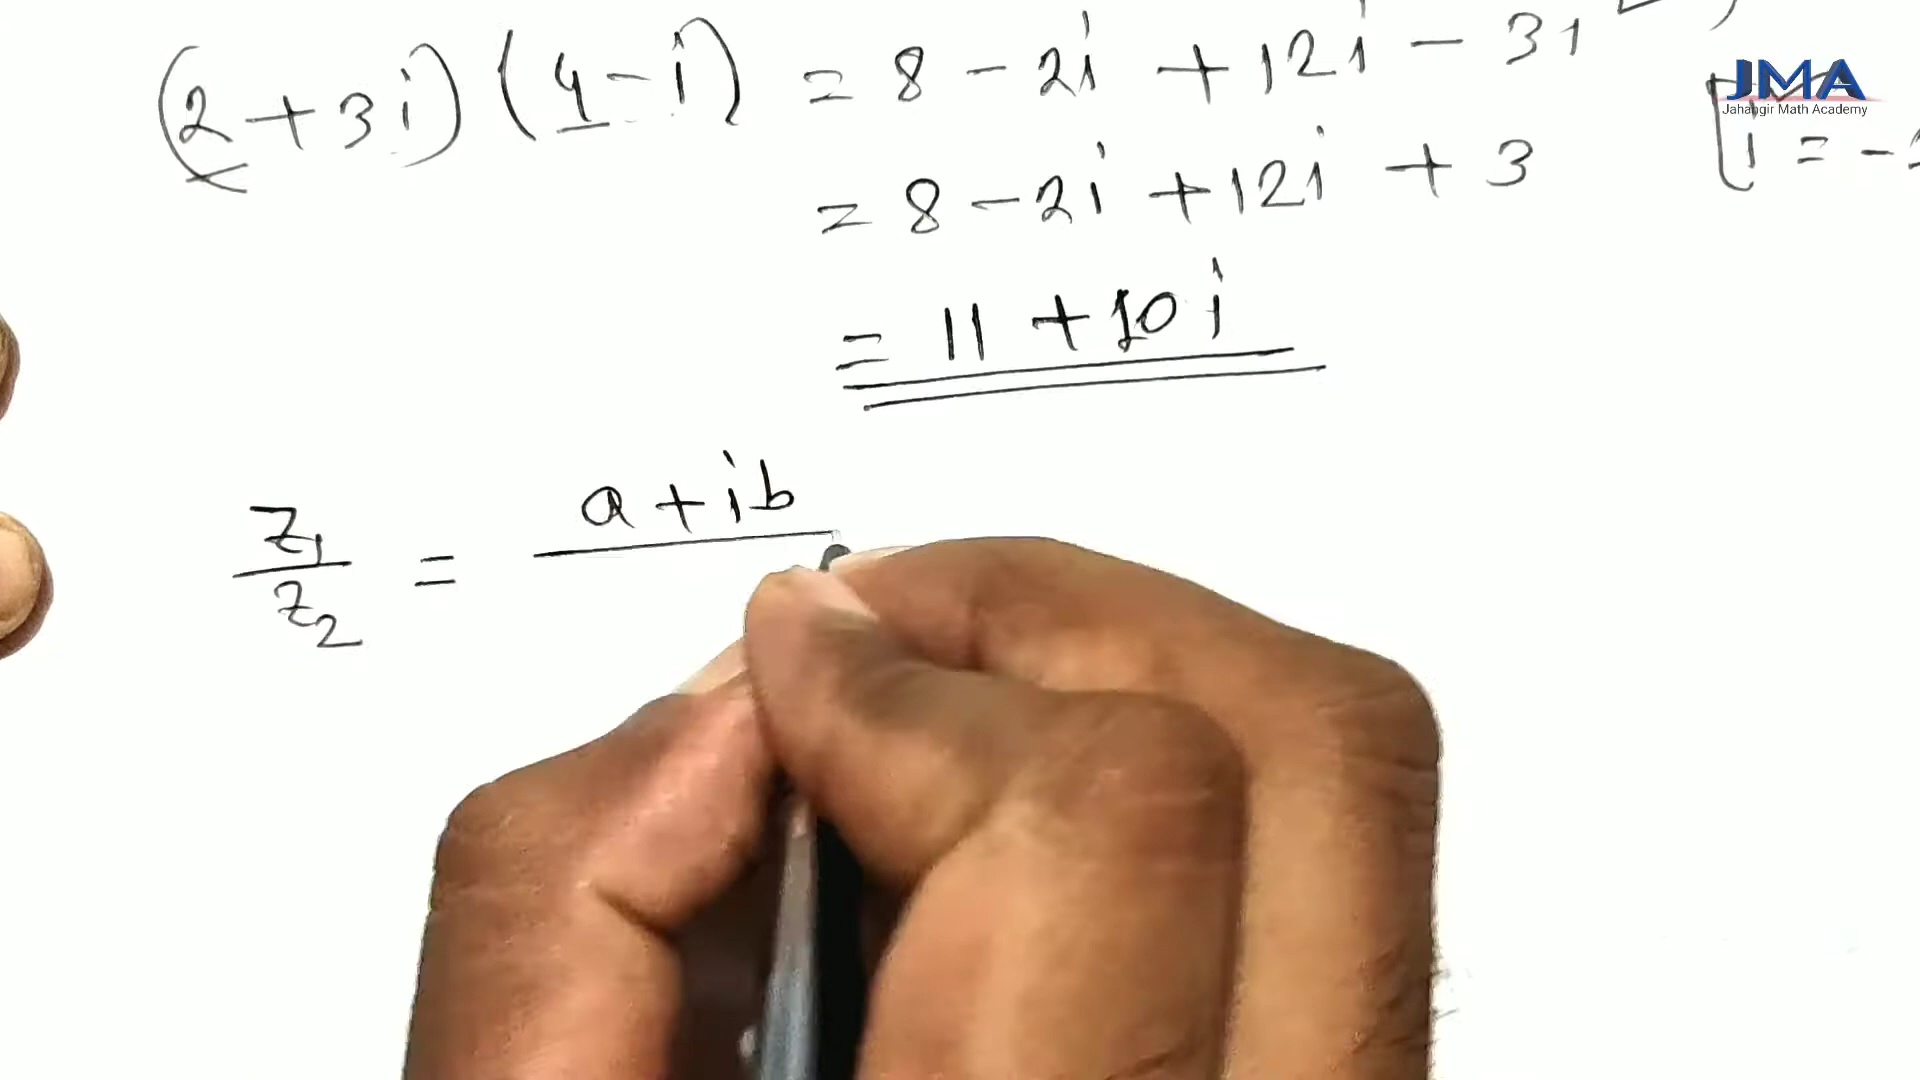 (2+3i)(4-i) = 8 - 2i + 12i - 3i
JMA
Jahangir Math Academy
i = -
= 8 - 2i + 12i + 3
= 11 + 10i
z₁/z₂ = a+ib